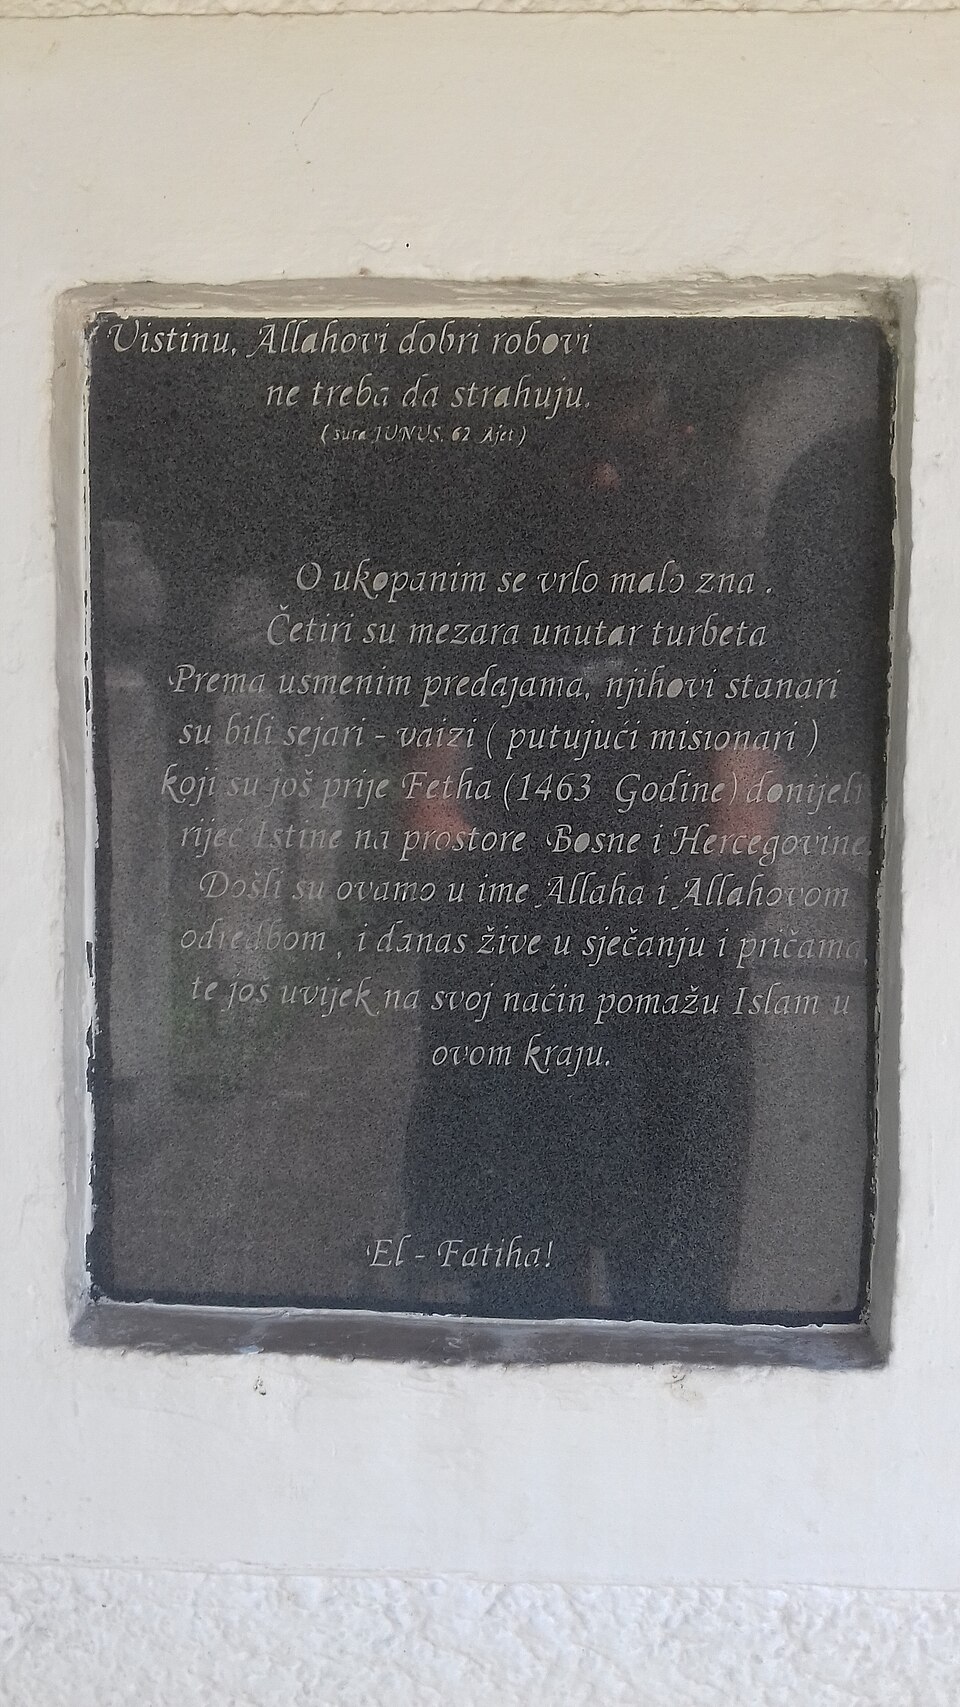 Uistinu, Allahovi dobri robovi
ne treba da strahuju.
( sura JUNUS. 62 Ajet )
O ukopanim se vrlo malo zna .
Četiri su mezara unutar turbeta
Prema usmenim predajama, njihovi stanari
su bili sejari - vaizi ( putujući misionari )
koji su još prije Fetha (1463 Godine) donijeli
riječ Istine na prostore Bosne i Hercegovine
Došli su ovamo u ime Allaha i Allahovom
odredbom , i danas žive u sječanju i pričama,
te još uvijek na svoj naćin pomažu Islam u
ovom kraju.
El - Fatiha!